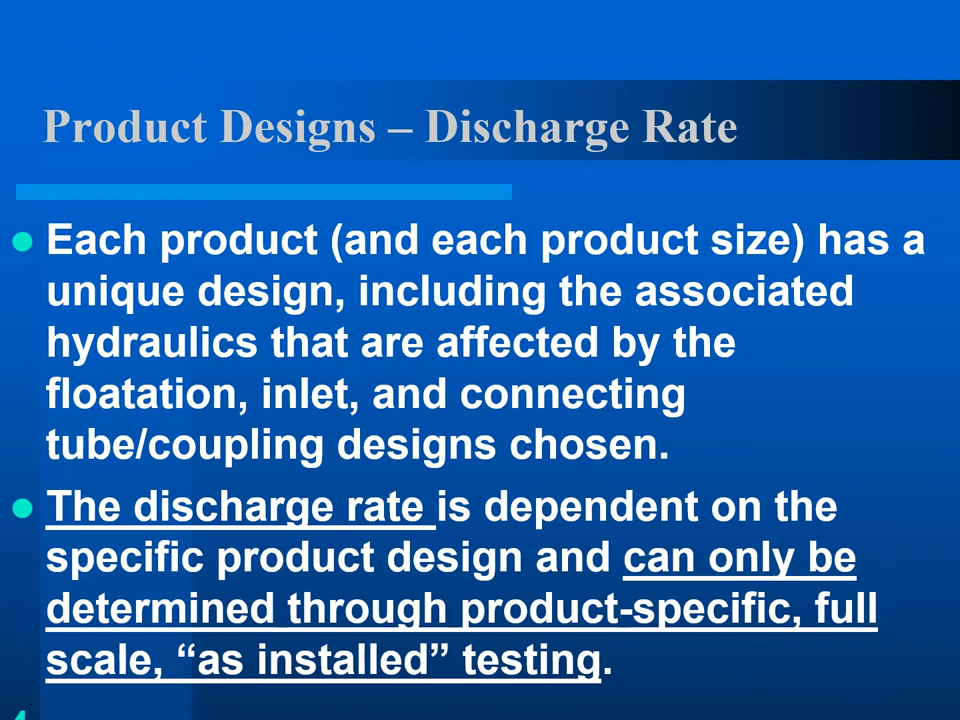 Product Designs – Discharge Rate
Each product (and each product size) has a
unique design, including the associated
hydraulics that are affected by the
floatation, inlet, and connecting
tube/coupling designs chosen.
The discharge rate is dependent on the
specific product design and can only be
determined through product-specific, full
scale, “as installed” testing.